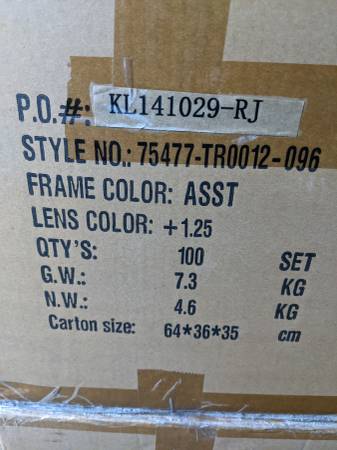 P.O.#: KL141029-RJ
STYLE NO.: 75477-TR0012-096
FRAME COLOR: ASST
LENS COLOR: +1.25
QTY'S: 100 SET
G.W.: 7.3 KG
N.W.: 4.6 KG
Carton size: 64*36*35 cm